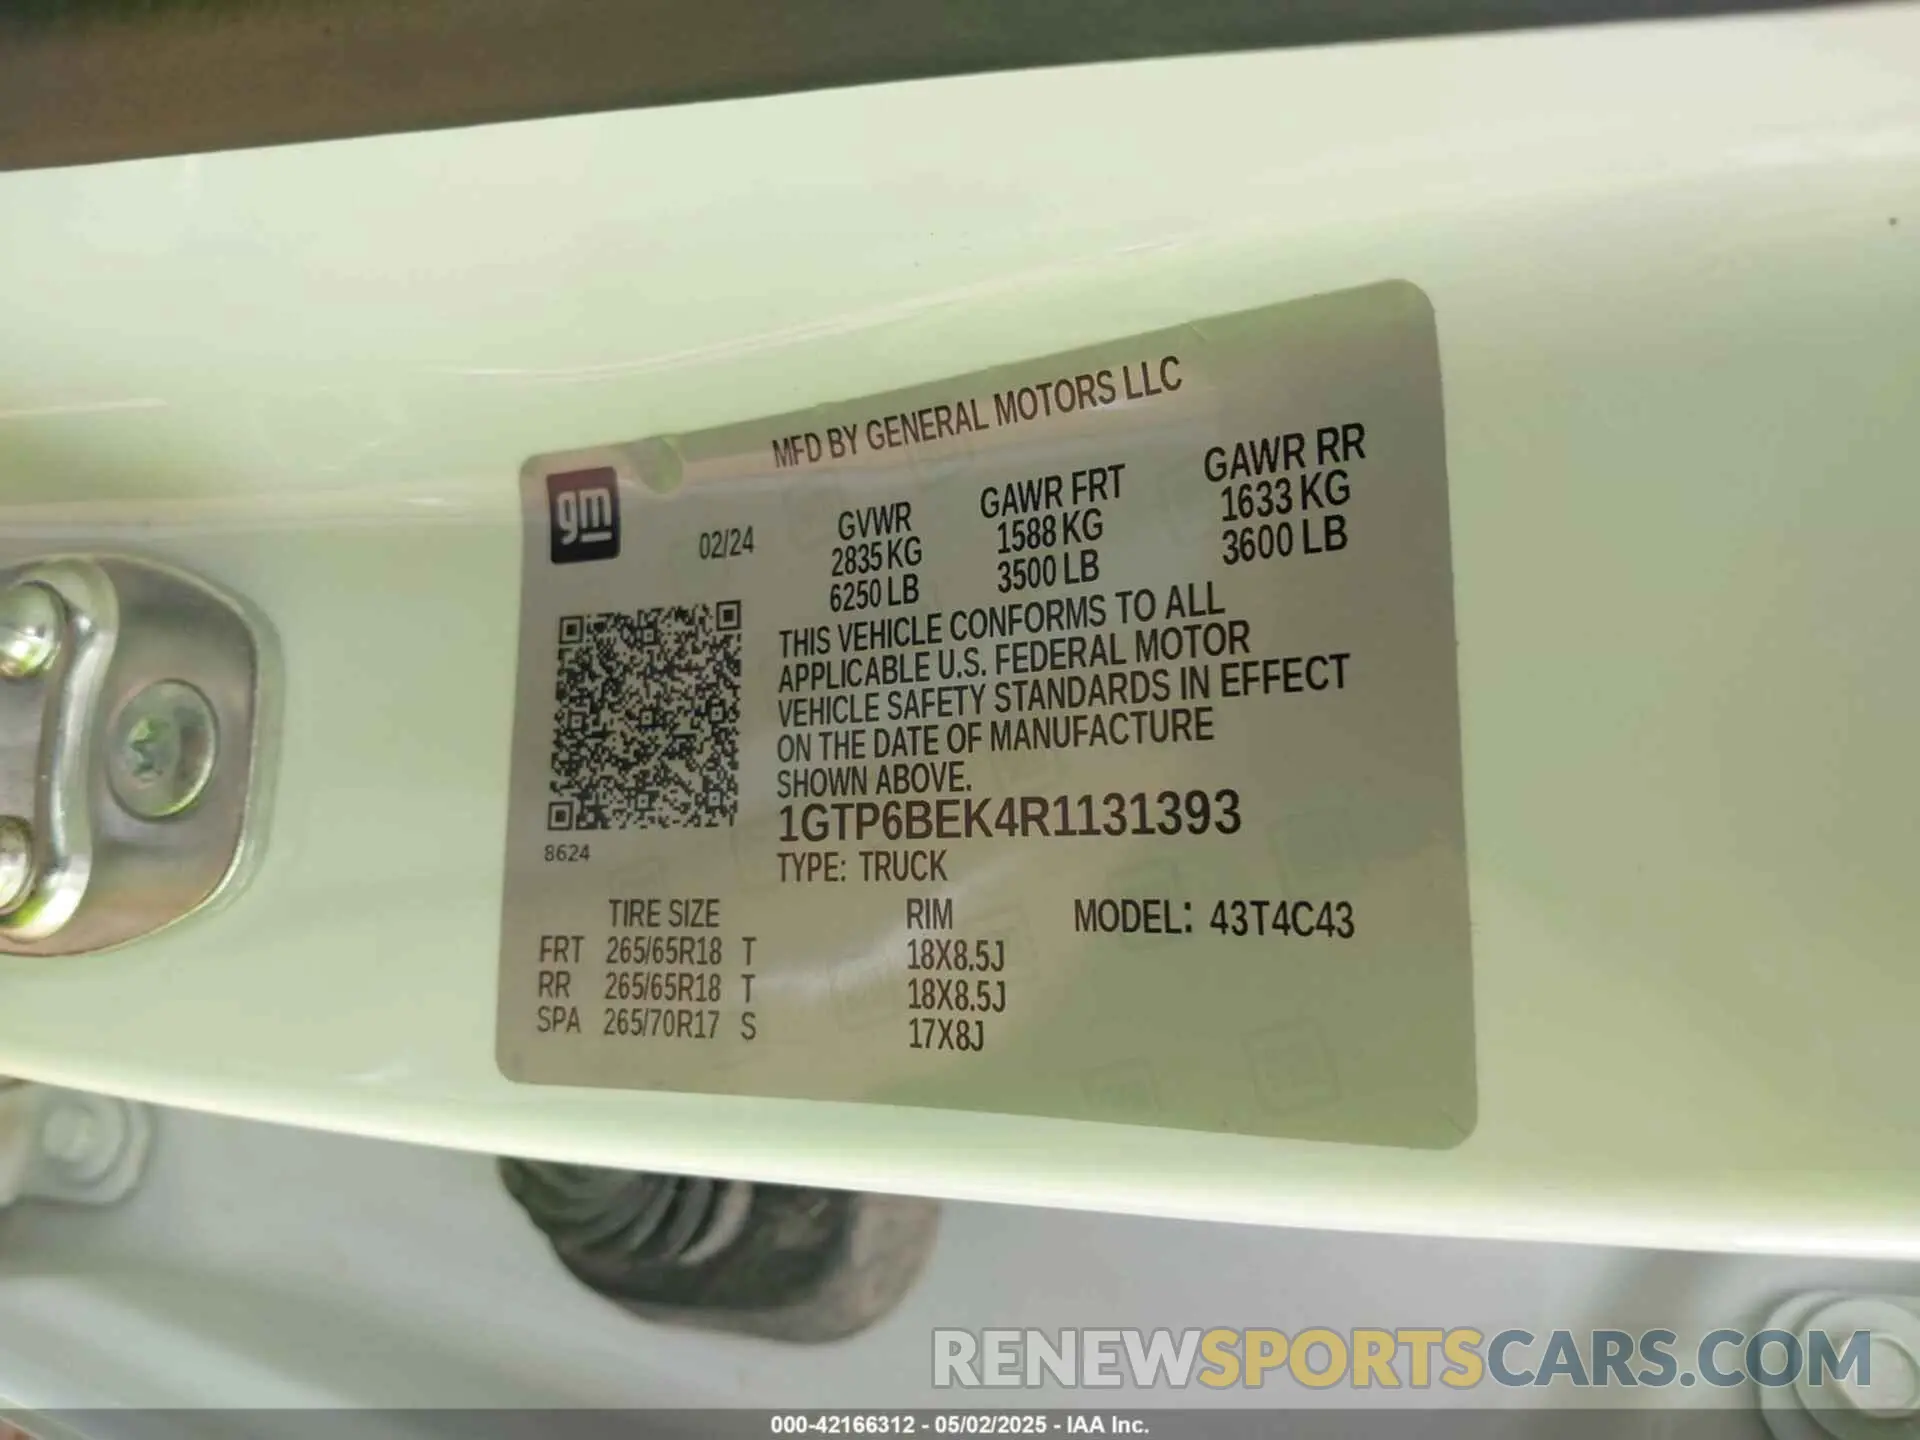 MFD BY GENERAL MOTORS LLC
gm
02/24
GVWR GAWR FRT GAWR RR
2835 KG 1588 KG 1633 KG
6250 LB 3500 LB 3600 LB
THIS VEHICLE CONFORMS TO ALL
APPLICABLE U.S. FEDERAL MOTOR
VEHICLE SAFETY STANDARDS IN EFFECT
ON THE DATE OF MANUFACTURE
SHOWN ABOVE.
1GTP6BEK4R1131393
8624
TYPE: TRUCK
TIRE SIZE RIM MODEL: 43T4C43
FRT 265/65R18 T 18X8.5J
RR 265/65R18 T 18X8.5J
SPA 265/70R17 S 17X8J
RENEWSPORTSCARS.COM
000-42166312 - 05/02/2025 - IAA Inc.